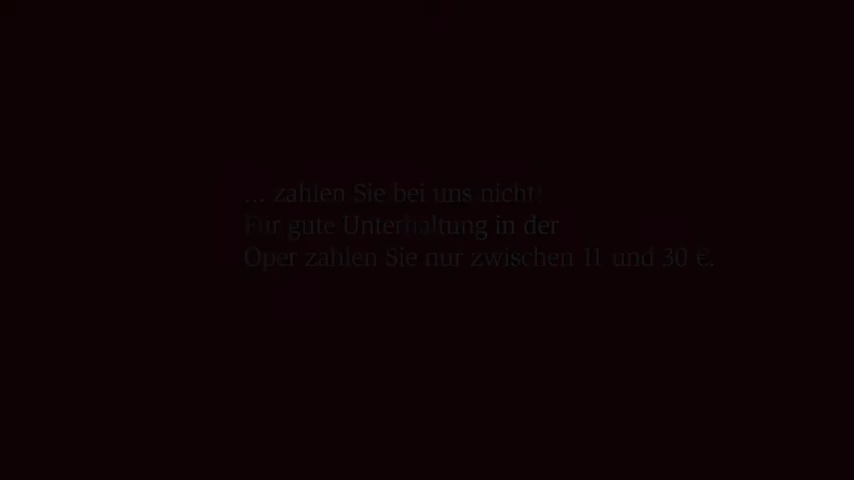 ... zahlen Sie bei uns nicht!
Für gute Unterhaltung in der
Oper zahlen Sie nur zwischen 11 und 30 €.